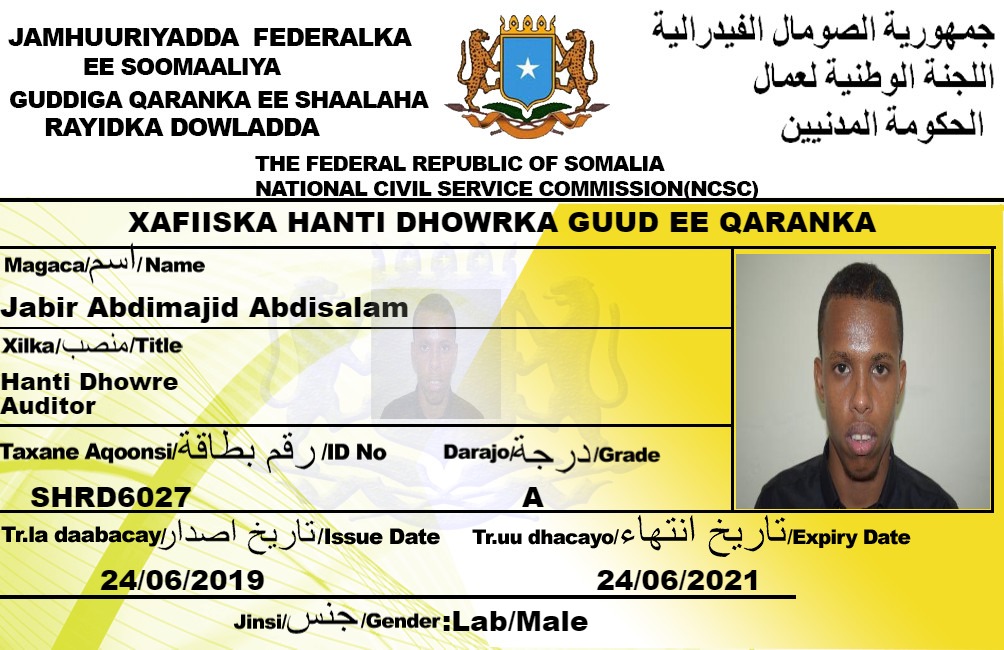 JAMHUURIYADDA FEDERALKA
EE SOOMAALIYA
GUDDIGA QARANKA EE SHAALAHA
RAYIDKA DOWLADDA
جمهورية الصومال الفيدرالية
اللجنة الوطنية لعمال
الحكومة المدنيين
THE FEDERAL REPUBLIC OF SOMALIA
NATIONAL CIVIL SERVICE COMMISSION(NCSC)
XAFIISKA HANTI DHOWRKA GUUD EE QARANKA
Magaca/اسم/Name
Jabir Abdimajid Abdisalam
Xilka/منصب/Title
Hanti Dhowre
Auditor
Taxane Aqoonsi/رقم بطاقة/ID No
Darajo/درجة/Grade
SHRD6027
A
Tr.la daabacay/تاريخ اصدار/Issue Date
Tr.uu dhacayo/تاريخ انتهاء/Expiry Date
24/06/2019
24/06/2021
Jinsi/جنس/Gender:Lab/Male